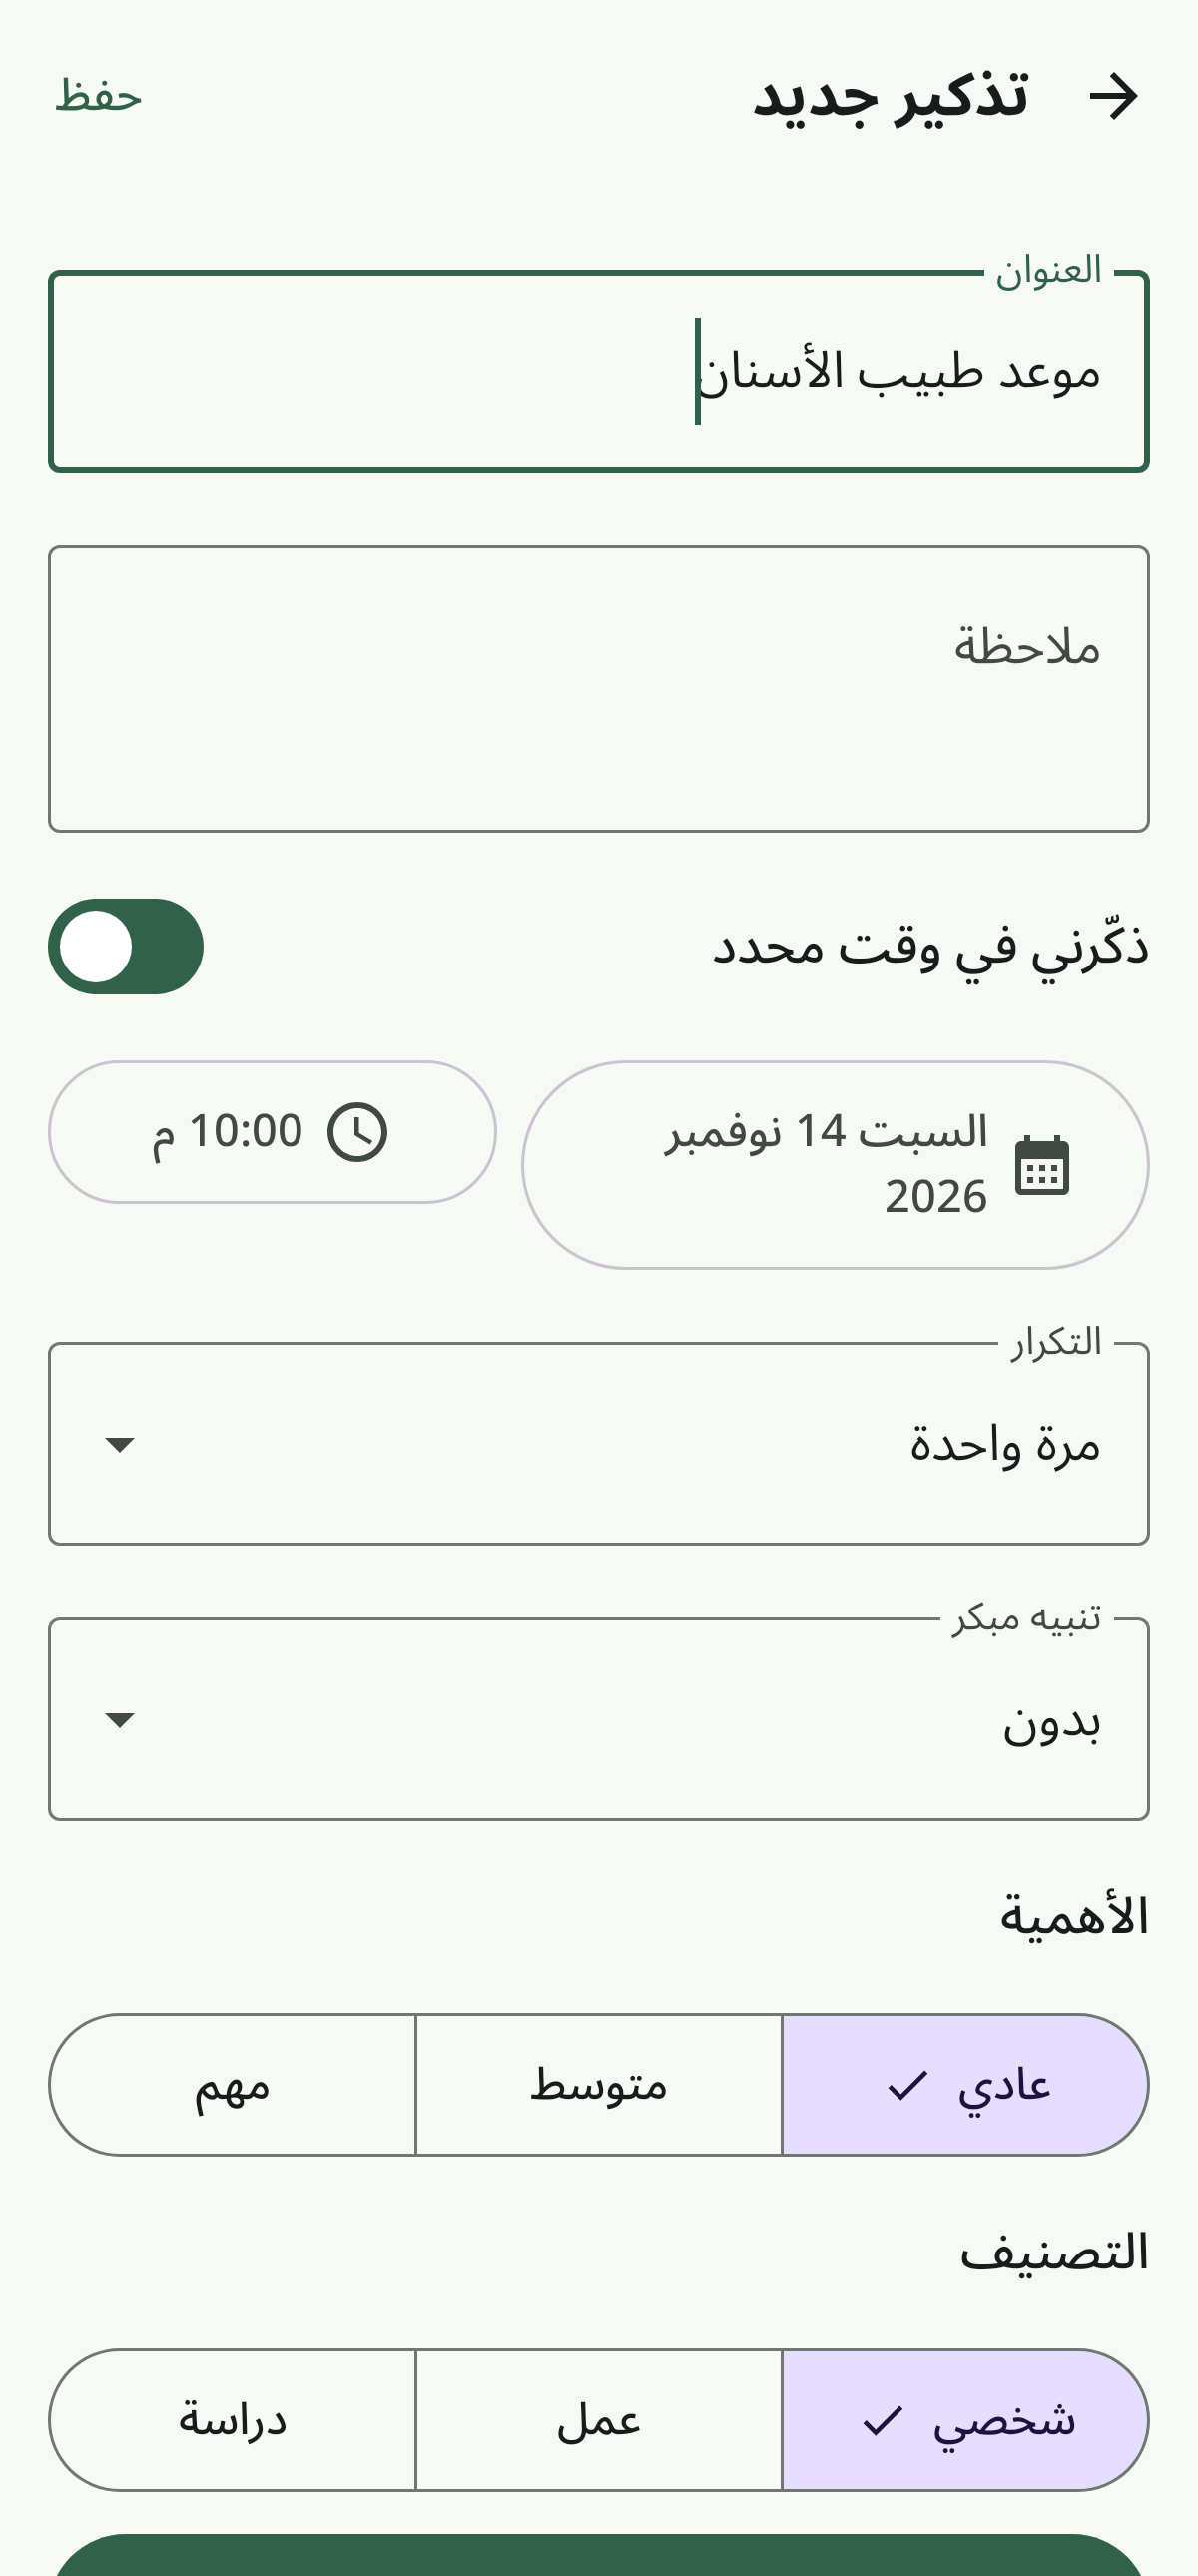 تذكير جديد
حفظ
العنوان
موعد طبيب الأسنان
ملاحظة
ذكّرني في وقت محدد
السبت 14 نوفمبر
2026
10:00 م
التكرار
مرة واحدة
تنبيه مبكر
بدون
الأهمية
عادي
متوسط
مهم
التصنيف
شخصي
عمل
دراسة